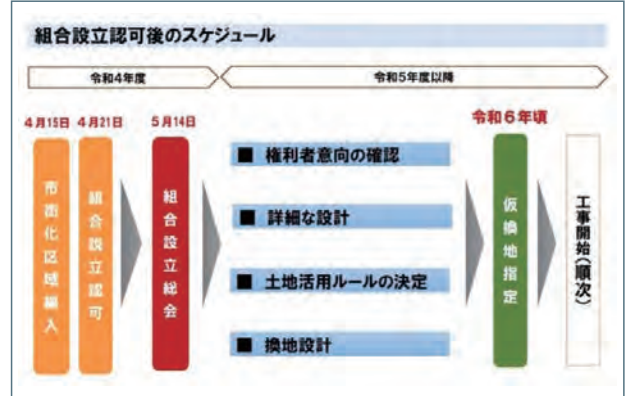 組合設立認可後のスケジュール
令和4年度
令和5年度以降
4月15日
4月21日
5月14日
令和6年頃
市街化区域編入
組合設立認可
組合設立総会
■ 権利者意向の確認
■ 詳細な設計
■ 土地活用ルールの決定
■ 換地設計
仮換地指定
工事開始(順次)